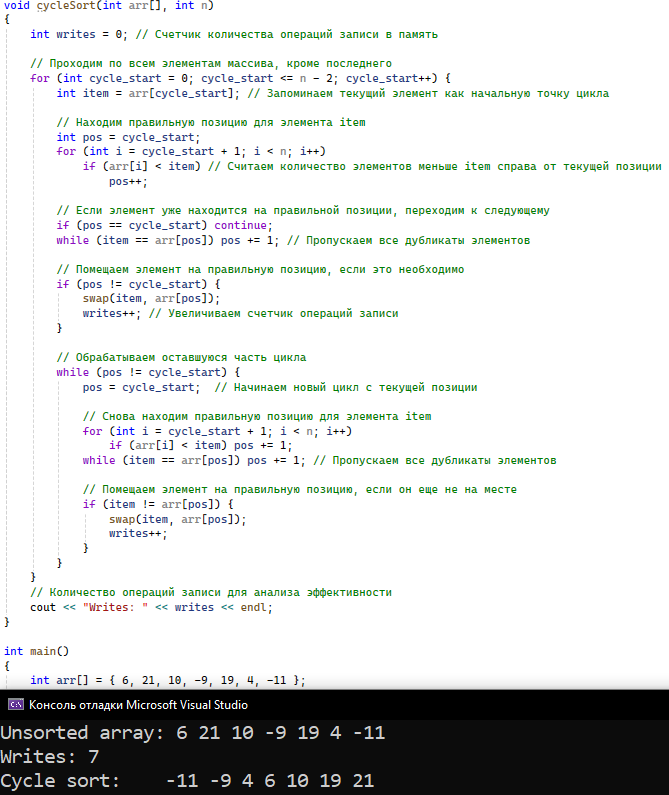 void cycleSort(int arr[], int n)
{
int writes = 0; // Счетчик количества операций записи в память
// Проходим по всем элементам массива, кроме последнего
for (int cycle_start = 0; cycle_start <= n - 2; cycle_start++) {
int item = arr[cycle_start]; // Запоминаем текущий элемент как начальную точку цикла
// Находим правильную позицию для элемента item
int pos = cycle_start;
for (int i = cycle_start + 1; i < n; i++)
if (arr[i] < item) // Считаем количество элементов меньше item справа от текущей позиции
pos++;
// Если элемент уже находится на правильной позиции, переходим к следующему
if (pos == cycle_start) continue;
while (item == arr[pos]) pos += 1; // Пропускаем все дубликаты элементов
// Помещаем элемент на правильную позицию, если это необходимо
if (pos != cycle_start) {
swap(item, arr[pos]);
writes++; // Увеличиваем счетчик операций записи
}
// Обрабатываем оставшуюся часть цикла
while (pos != cycle_start) {
pos = cycle_start; // Начинаем новый цикл с текущей позиции
// Снова находим правильную позицию для элемента item
for (int i = cycle_start + 1; i < n; i++)
if (arr[i] < item) pos += 1;
while (item == arr[pos]) pos += 1; // Пропускаем все дубликаты элементов
// Помещаем элемент на правильную позицию, если он еще не на месте
if (item != arr[pos]) {
swap(item, arr[pos]);
writes++;
}
}
}
// Количество операций записи для анализа эффективности
cout << "Writes: " << writes << endl;
}
int main()
{
int arr[] = { 6, 21, 10, -9, 19, 4, -11 };
C:\ Консоль отладки Microsoft Visual Studio
Unsorted array: 6 21 10 -9 19 4 -11
Writes: 7
Cycle sort: -11 -9 4 6 10 19 21